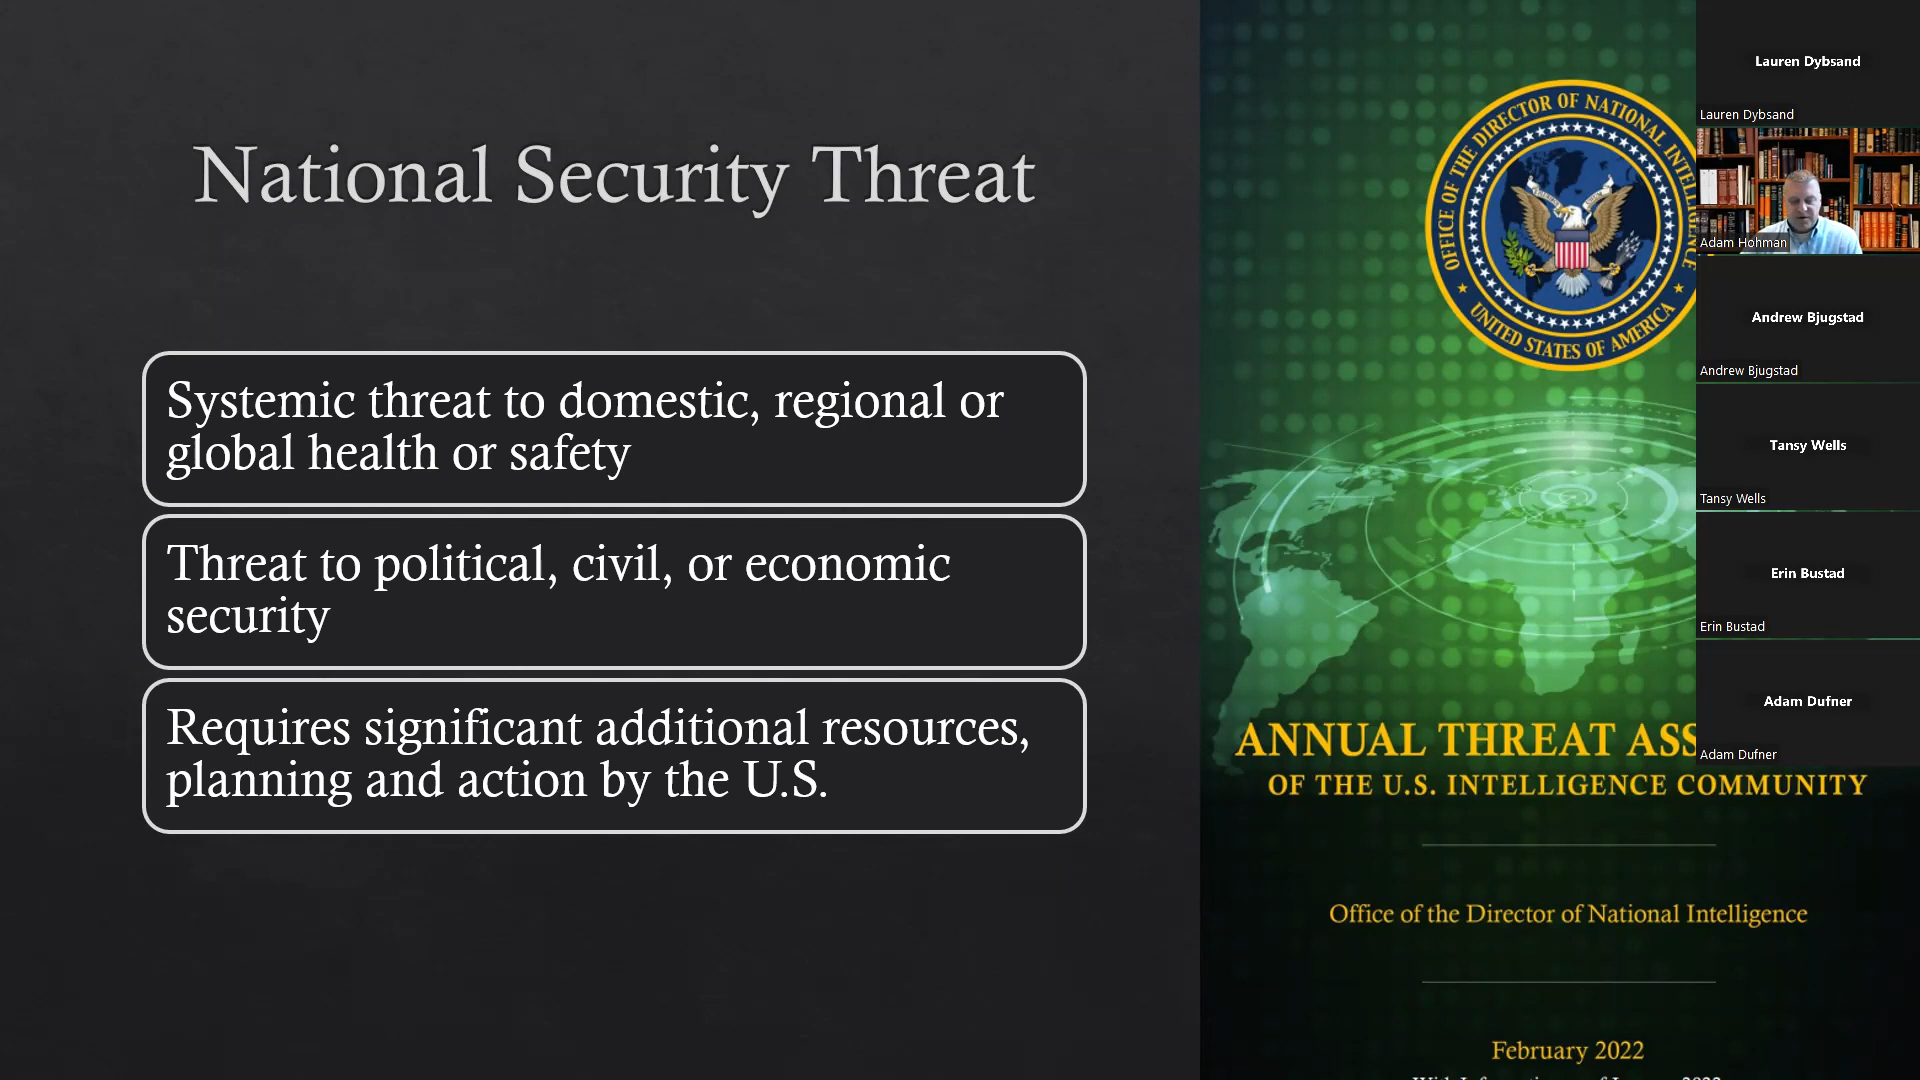 National Security Threat
Systemic threat to domestic, regional or
global health or safety
Threat to political, civil, or economic
security
Requires significant additional resources,
planning and action by the U.S.
OFFICE OF THE DIRECTOR OF NATIONAL INTELLIGENCE
UNITED STATES OF AMERICA
ANNUAL THREAT ASS
OF THE U.S. INTELLIGENCE COMMUNITY
Office of the Director of National Intelligence
February 2022
Lauren Dybsand
Lauren Dybsand
Adam Hohman
Andrew Bjugstad
Andrew Bjugstad
Tansy Wells
Tansy Wells
Erin Bustad
Erin Bustad
Adam Dufner
Adam Dufner